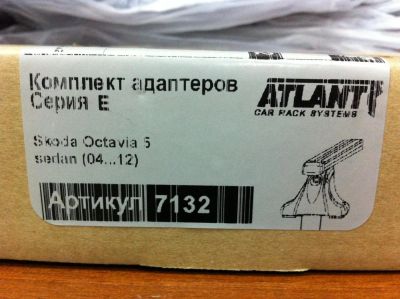 Комплект адаптеров
Серия E
ATLANT
CAR RACK SYSTEMS
Skoda Octavia 5
sedan (04...12)
Артикул 7132